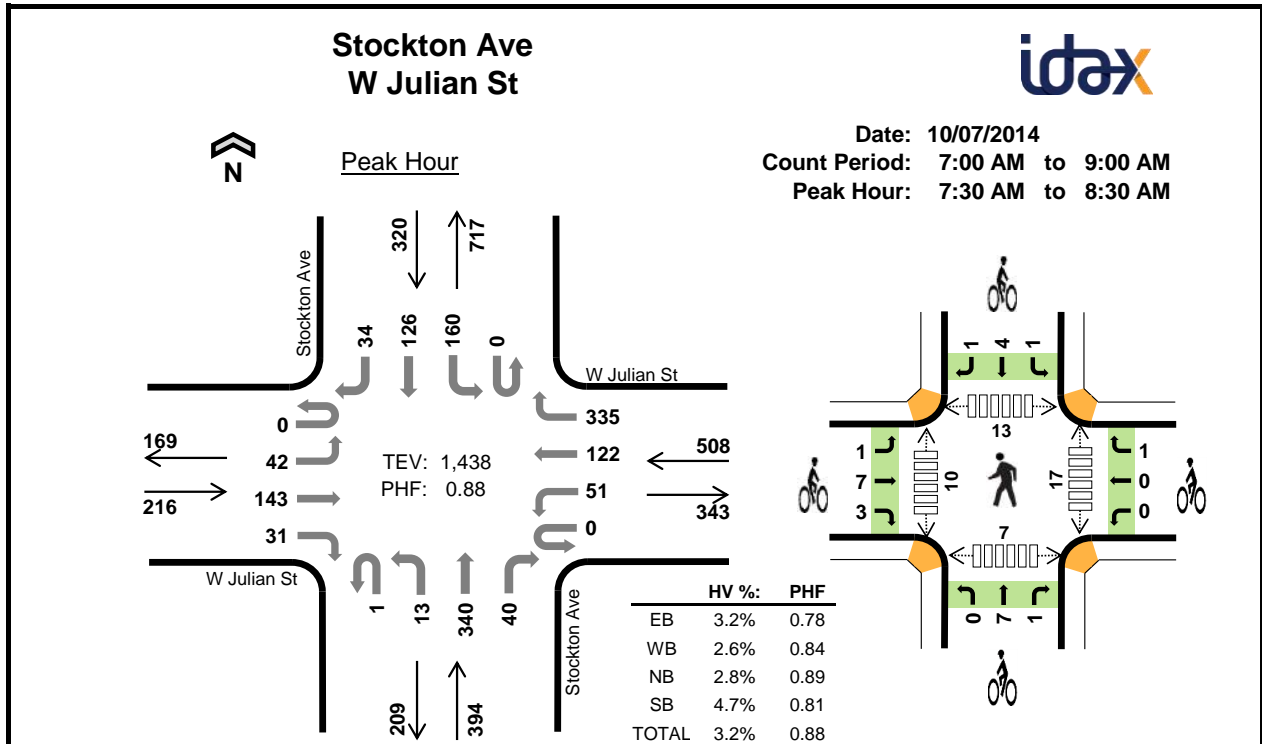 Stockton Ave
W Julian St
idax
N
Peak Hour
Date: 10/07/2014
Count Period: 7:00 AM to 9:00 AM
Peak Hour: 7:30 AM to 8:30 AM
320
717
Stockton Ave
34
126
160
0
W Julian St
0
42
143
31
335
122
51
0
169
216
508
343
TEV: 1,438
PHF: 0.88
W Julian St
1
13
340
40
Stockton Ave
209
394
HV %: PHF
EB 3.2% 0.78
WB 2.6% 0.84
NB 2.8% 0.89
SB 4.7% 0.81
TOTAL 3.2% 0.88
1
4
1
13
1
7
3
10
17
1
0
0
7
0
7
1